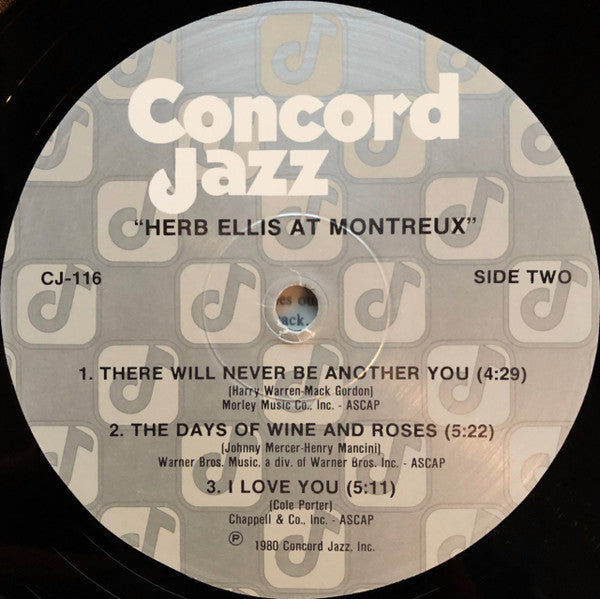 Concord
Jazz
"HERB ELLIS AT MONTREUX"
CJ-116 SIDE TWO
ack.
1. THERE WILL NEVER BE ANOTHER YOU (4:29)
(Harry Warren-Mack Gordon)
Morley Music Co., Inc. - ASCAP
2. THE DAYS OF WINE AND ROSES (5:22)
(Johnny Mercer-Henry Mancini)
Warner Bros. Music. a div. of Warner Bros. Inc. - ASCAP
3. I LOVE YOU (5:11)
(Cole Porter)
Chappell & Co., Inc. - ASCAP
℗ 1980 Concord Jazz, Inc.